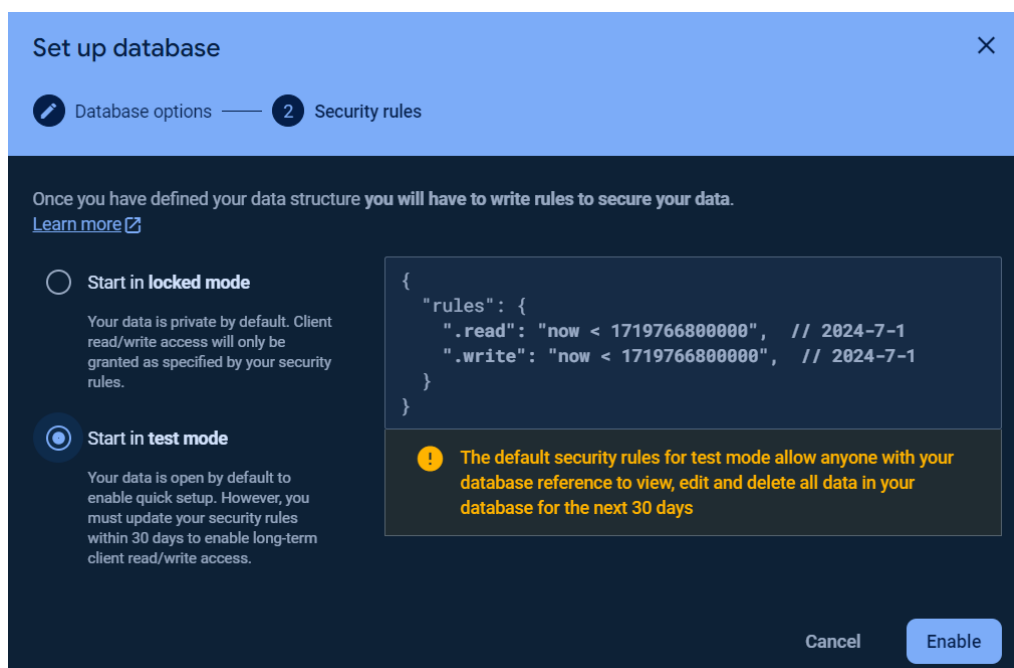 Set up database
Database options
2 Security rules
Once you have defined your data structure you will have to write rules to secure your data.
Learn more
Start in locked mode
Your data is private by default. Client
read/write access will only be
granted as specified by your security
rules.
Start in test mode
Your data is open by default to
enable quick setup. However, you
must update your security rules
within 30 days to enable long-term
client read/write access.
{
  "rules": {
    ".read": "now < 1719766800000",  // 2024-7-1
    ".write": "now < 1719766800000",  // 2024-7-1
  }
}
! The default security rules for test mode allow anyone with your
database reference to view, edit and delete all data in your
database for the next 30 days
Cancel
Enable